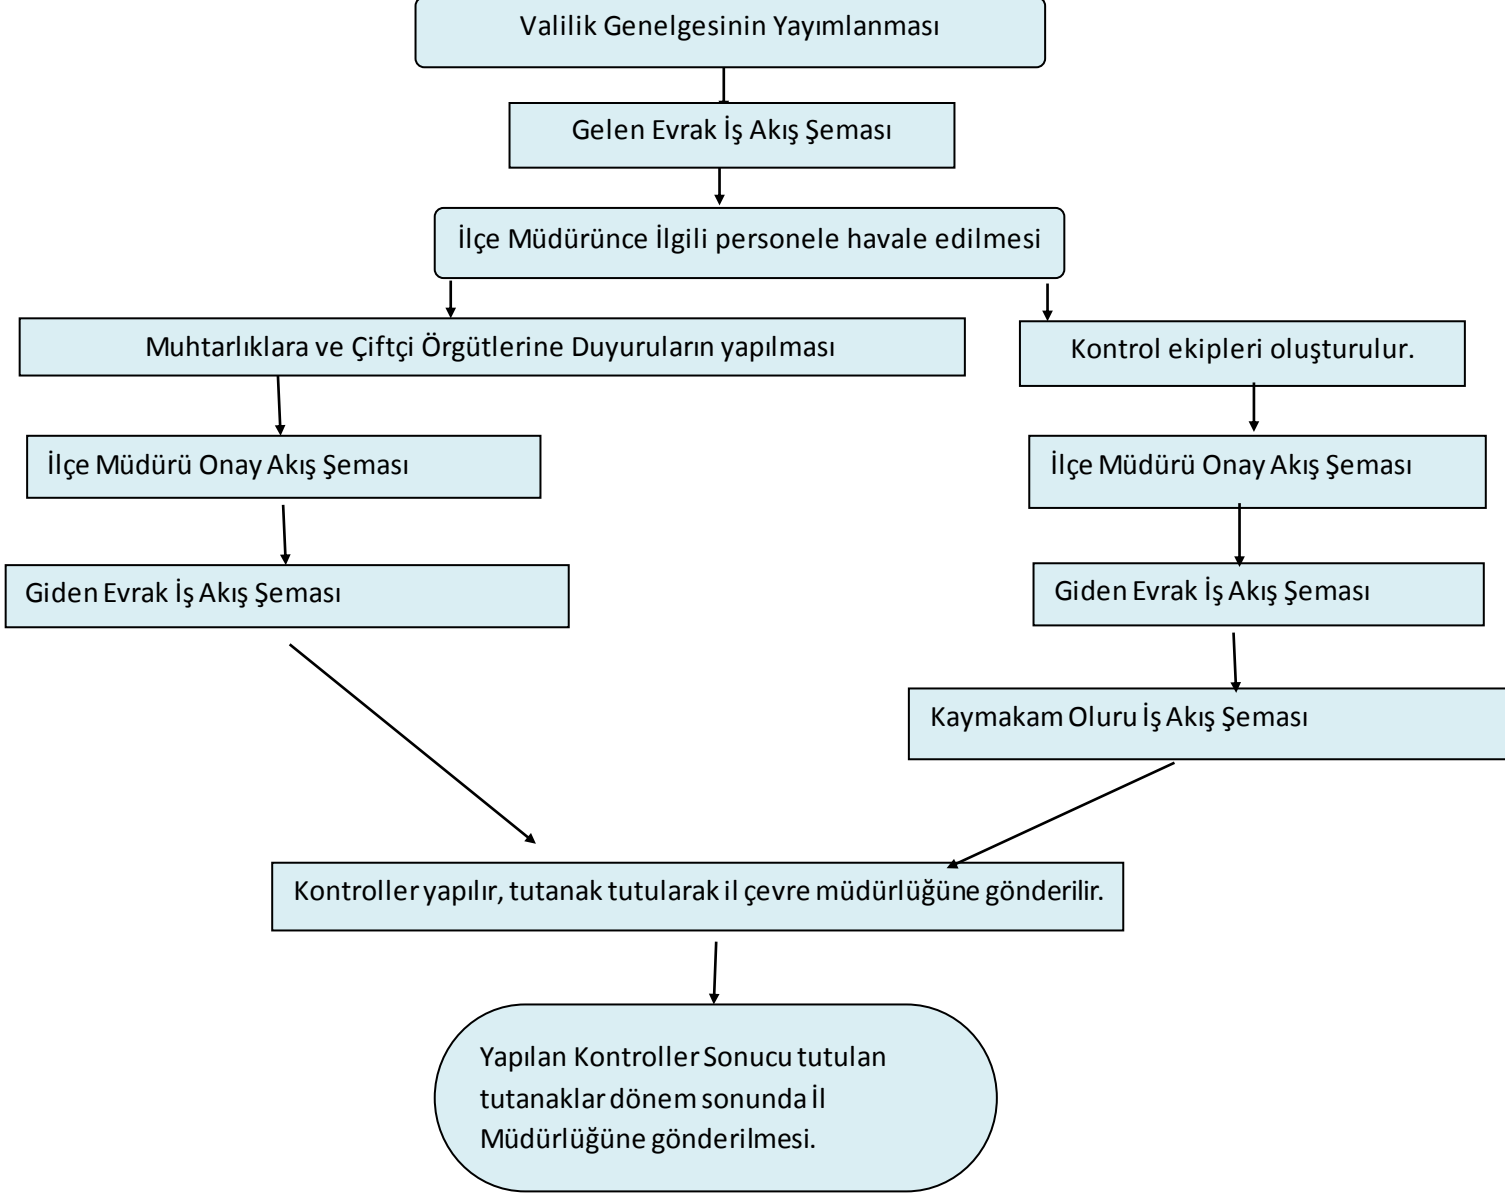 Valilik Genelgesinin Yayımlanması
Gelen Evrak İş Akış Şeması
İlçe Müdürünce İlgili personele havale edilmesi
Muhtarlıklara ve Çiftçi Örgütlerine Duyuruların yapılması
Kontrol ekipleri oluşturulur.
İlçe Müdürü Onay Akış Şeması
İlçe Müdürü Onay Akış Şeması
Giden Evrak İş Akış Şeması
Giden Evrak İş Akış Şeması
Kaymakam Oluru İş Akış Şeması
Kontroller yapılır, tutanak tutularak il çevre müdürlüğüne gönderilir.
Yapılan Kontroller Sonucu tutulan
tutanaklar dönem sonunda İl
Müdürlüğüne gönderilmesi.